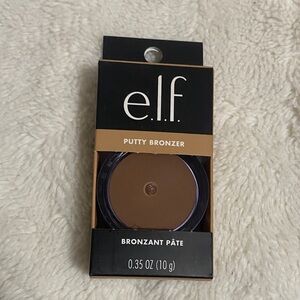 e.l.f.
PUTTY BRONZER
BRONZANT PÂTE
0.35 OZ (10 g)